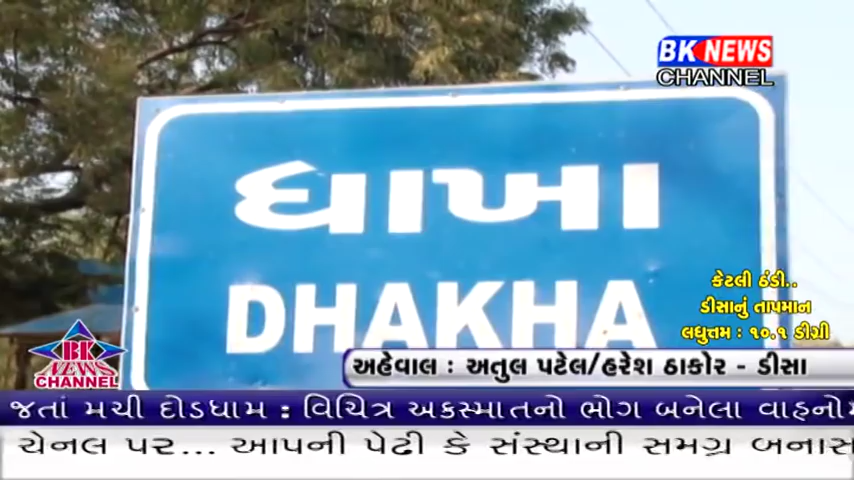 BK NEWS
CHANNEL
ધાખા
DHAKHA
કેટલી ઠંડી..
ડીસાનું તાપમાન
લઘુત્તમ : ૧૦.૧ ડીગ્રી
BK
NEWS
CHANNEL
અહેવાલ : અતુલ પટેલ/હરેશ ઠાકોર - ડીસા
જતાં મચી દોડધામ : વિચિત્ર અકસ્માતનો ભોગ બનેલા વાહનોમ
ચેનલ પર... આપની પેઢી કે સંસ્થાની સમગ્ર બનાસ